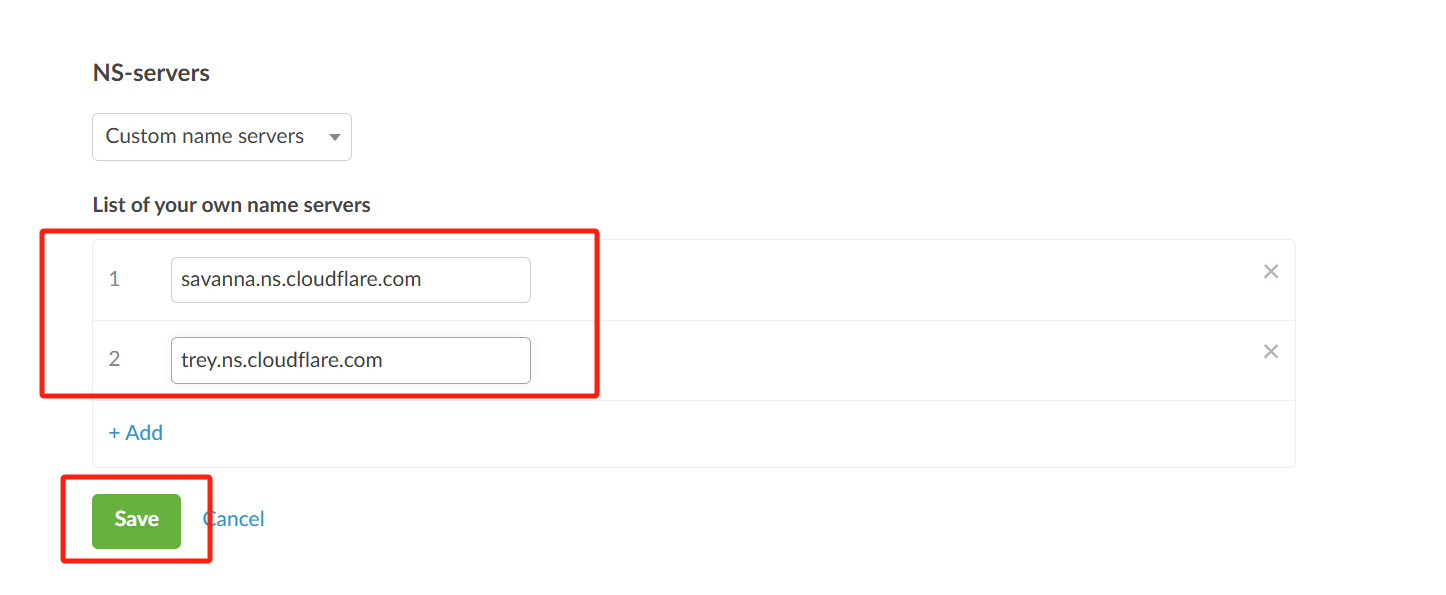 NS-servers
Custom name servers
List of your own name servers
1 savanna.ns.cloudflare.com
2 trey.ns.cloudflare.com
+ Add
Save Cancel